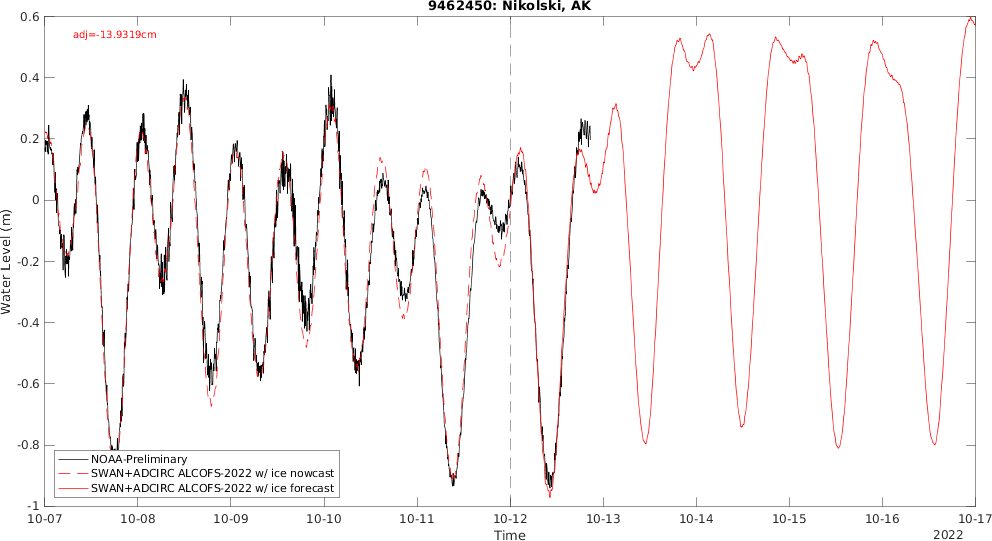 9462450: Nikolski, AK
adj=-13.9319cm
Water Level (m)
0.6
0.4
0.2
0
-0.2
-0.4
-0.6
-0.8
-1
NOAA-Preliminary
SWAN+ADCIRC ALCOFS-2022 w/ ice nowcast
SWAN+ADCIRC ALCOFS-2022 w/ ice forecast
10-07 10-08 10-09 10-10 10-11 10-12 10-13 10-14 10-15 10-16 10-17
Time
2022